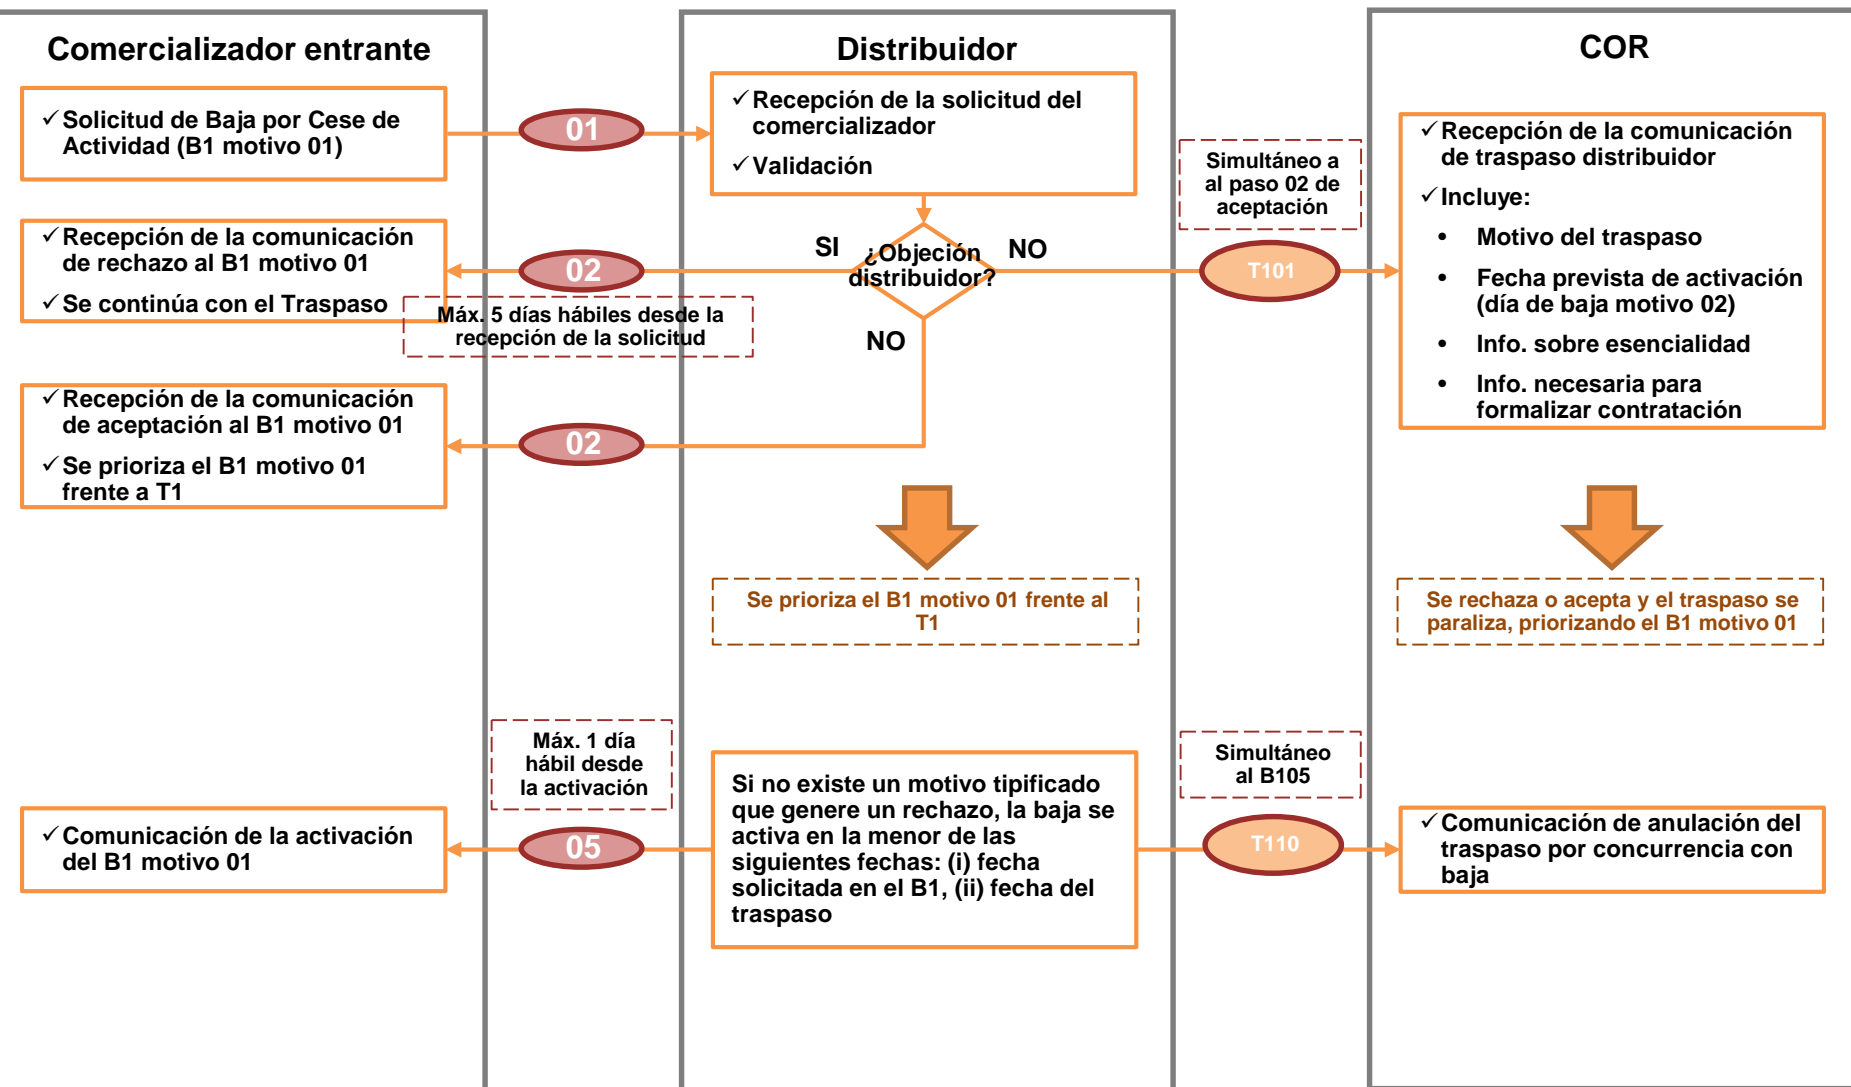 Comercializador entrante
Distribuidor
COR
✓Solicitud de Baja por Cese de
Actividad (B1 motivo 01)
01
✓Recepción de la solicitud del
comercializador
✓Validación
Simultáneo a
al paso 02 de
aceptación
✓Recepción de la comunicación
de traspaso distribuidor
✓Incluye:
• Motivo del traspaso
• Fecha prevista de activación
(día de baja motivo 02)
• Info. sobre esencialidad
• Info. necesaria para
formalizar contratación
✓Recepción de la comunicación
de rechazo al B1 motivo 01
✓Se continúa con el Traspaso
02
SI
¿Objeción
distribuidor?
NO
T101
Máx. 5 días hábiles desde la
recepción de la solicitud
NO
✓Recepción de la comunicación
de aceptación al B1 motivo 01
✓Se prioriza el B1 motivo 01
frente a T1
02
Se prioriza el B1 motivo 01 frente al
T1
Se rechaza o acepta y el traspaso se
paraliza, priorizando el B1 motivo 01
Máx. 1 día
hábil desde
la activación
Simultáneo
al B105
✓Comunicación de la activación
del B1 motivo 01
05
Si no existe un motivo tipificado
que genere un rechazo, la baja se
activa en la menor de las
siguientes fechas: (i) fecha
solicitada en el B1, (ii) fecha del
traspaso
T110
✓Comunicación de anulación del
traspaso por concurrencia con
baja